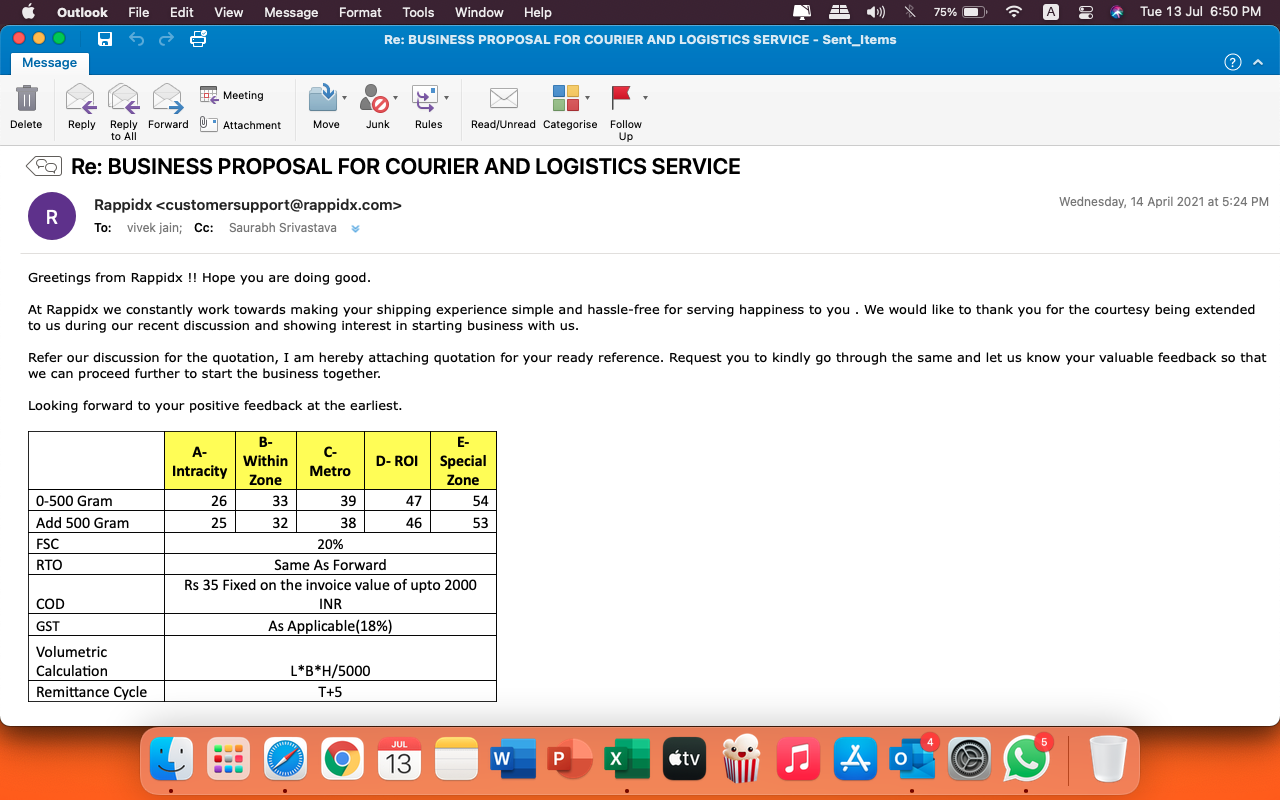 Outlook File Edit View Message Format Tools Window Help 75% A Tue 13 Jul 6:50 PM
Re: BUSINESS PROPOSAL FOR COURIER AND LOGISTICS SERVICE - Sent_Items
Message ?
Meeting
Attachment
Delete Reply Reply to All Forward Move Junk Rules Read/Unread Categorise Follow Up
Re: BUSINESS PROPOSAL FOR COURIER AND LOGISTICS SERVICE
R
Rappidx <customersupport@rappidx.com>
Wednesday, 14 April 2021 at 5:24 PM
To: vivek jain; Cc: Saurabh Srivastava
Greetings from Rappidx !! Hope you are doing good.
At Rappidx we constantly work towards making your shipping experience simple and hassle-free for serving happiness to you . We would like to thank you for the courtesy being extended
to us during our recent discussion and showing interest in starting business with us.
Refer our discussion for the quotation, I am hereby attaching quotation for your ready reference. Request you to kindly go through the same and let us know your valuable feedback so that
we can proceed further to start the business together.
Looking forward to your positive feedback at the earliest.
A- Intracity B- Within Zone C- Metro D- ROI E- Special Zone
0-500 Gram 26 33 39 47 54
Add 500 Gram 25 32 38 46 53
FSC 20%
RTO Same As Forward
COD Rs 35 Fixed on the invoice value of upto 2000 INR
GST As Applicable(18%)
Volumetric Calculation L*B*H/5000
Remittance Cycle T+5
JUL
13
W P X tv O 4 5